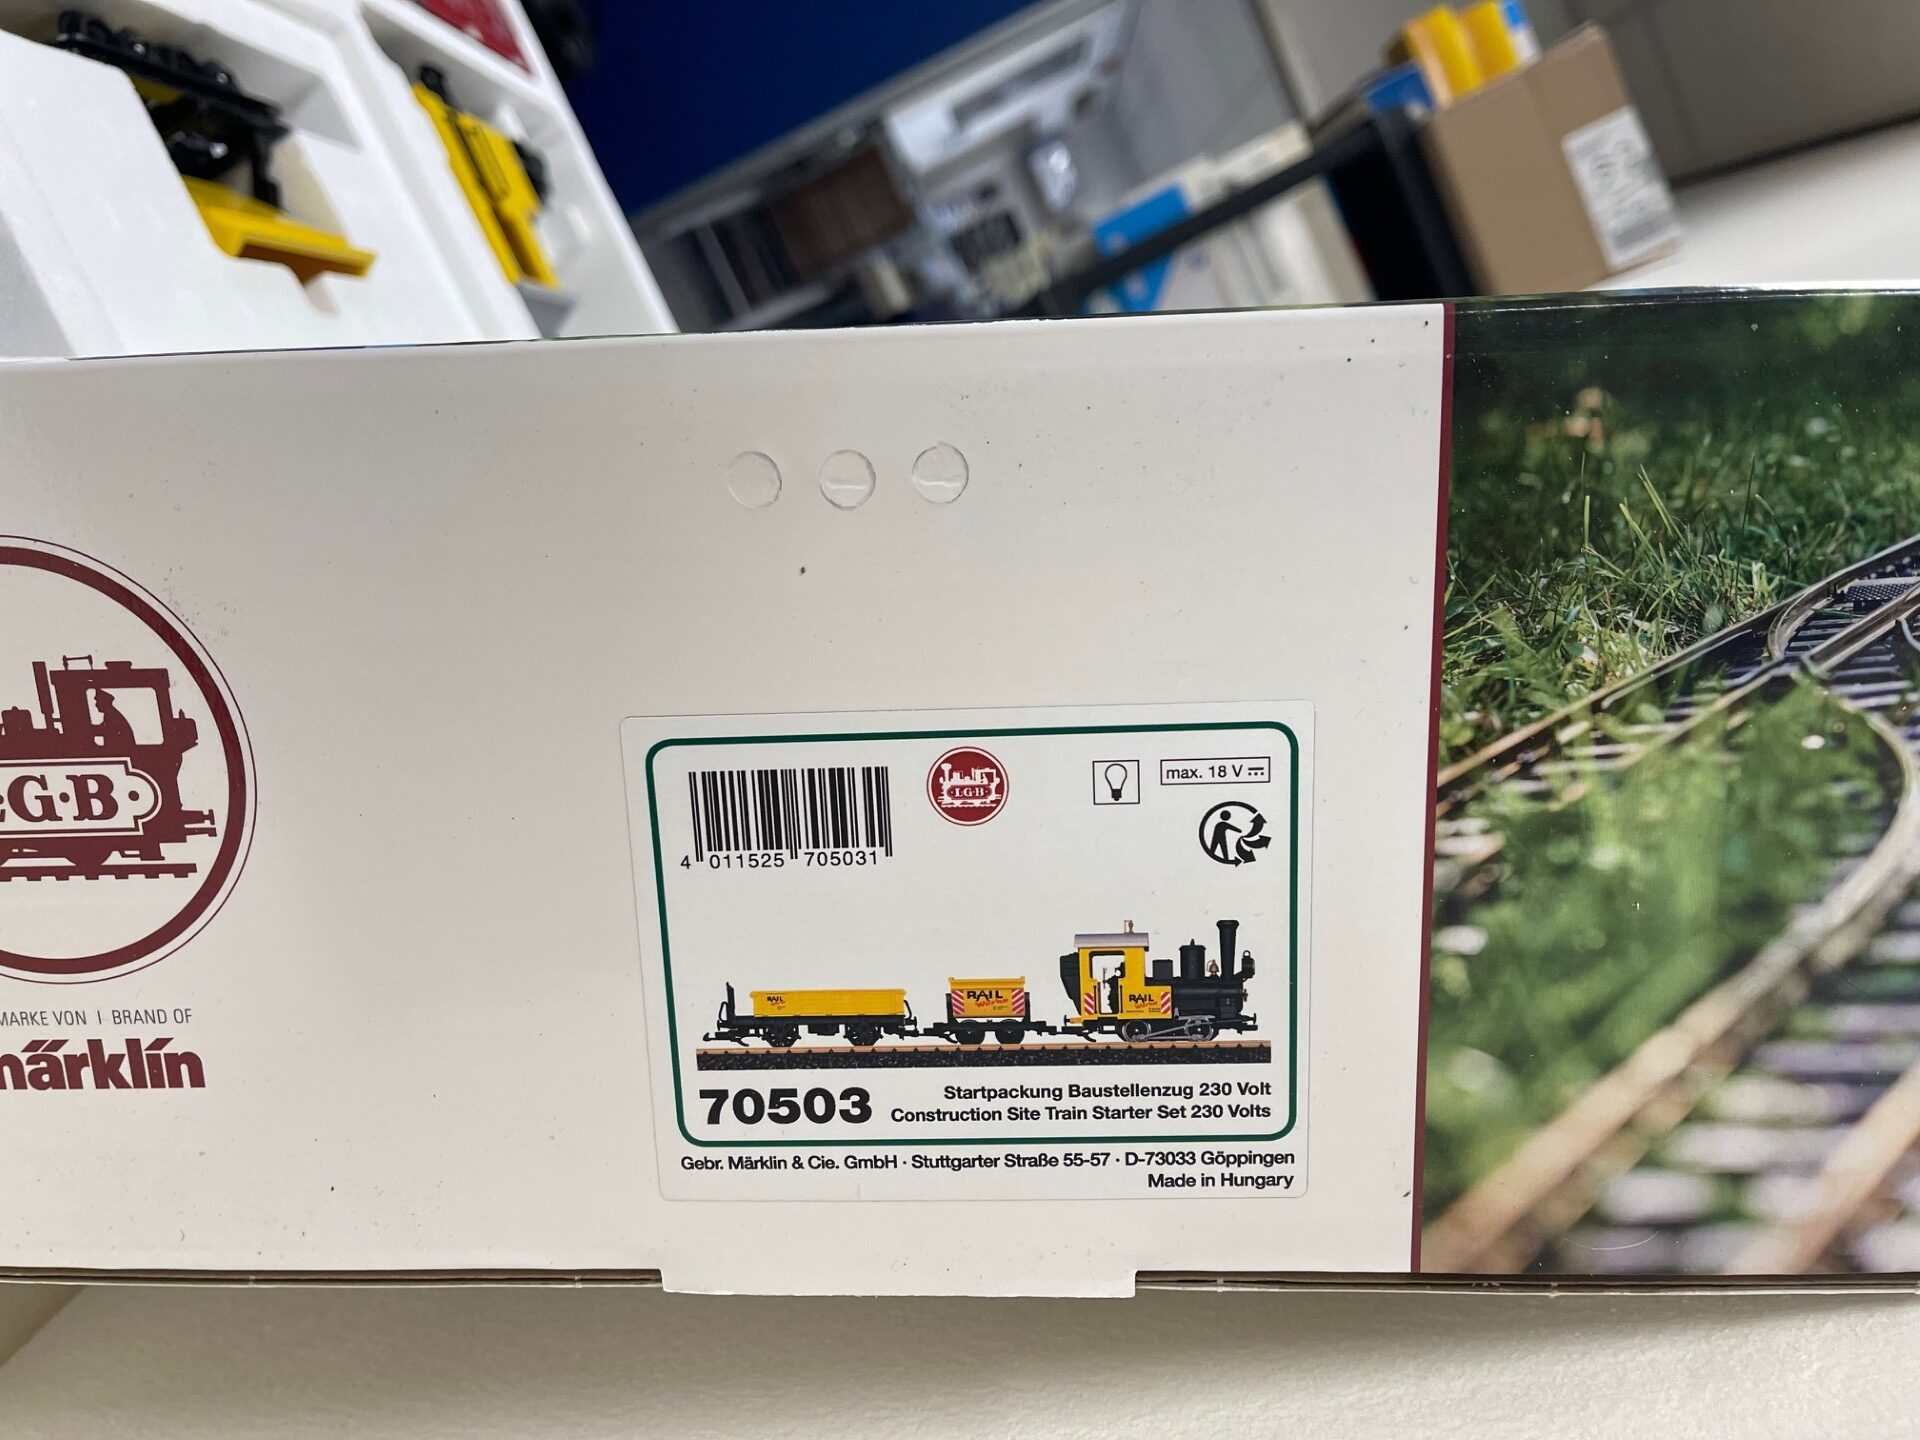 L·G·B·
MARKE VON | BRAND OF
märklin
4 011525 705031
L·G·B·
max. 18 V
RAIL
RAIL
RAIL
70503
Startpackung Baustellenzug 230 Volt
Construction Site Train Starter Set 230 Volts
Gebr. Märklin & Cie. GmbH · Stuttgarter Straße 55-57 · D-73033 Göppingen
Made in Hungary